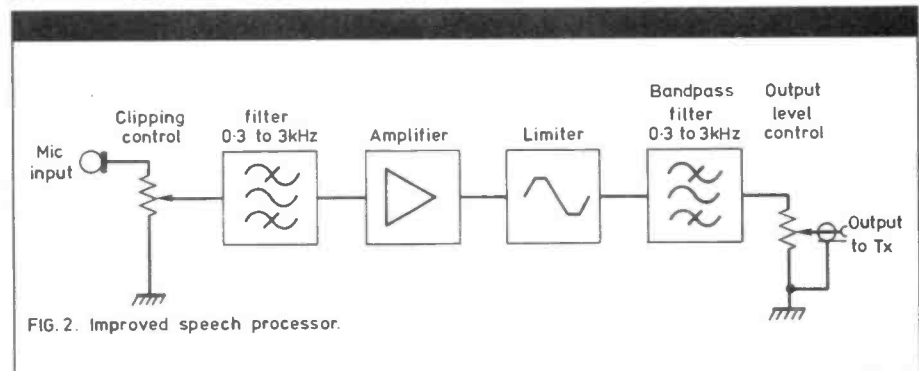 Mic
input
Clipping
control
filter
0·3 to 3kHz
Amplifier
Limiter
Bandpass
filter
0·3 to 3kHz
Output
level
control
Output
to Tx
FIG. 2. Improved speech processor.